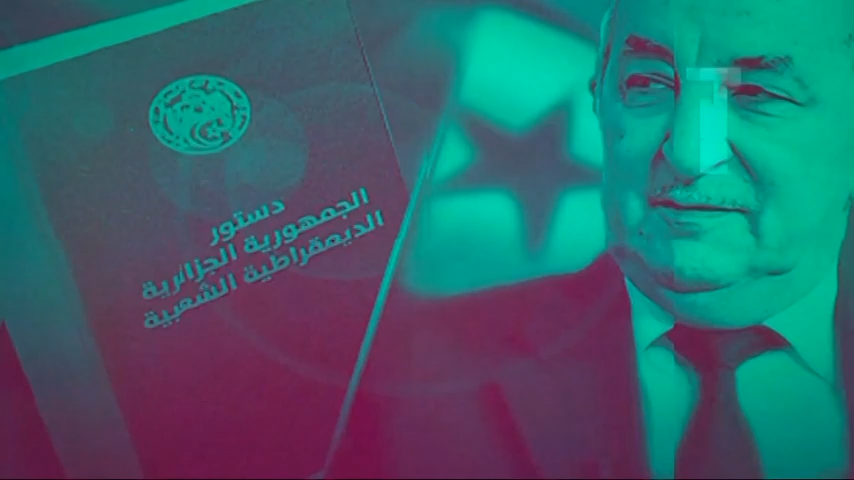 دستور
الجمهورية الجزائرية
الديمقراطية الشعبية